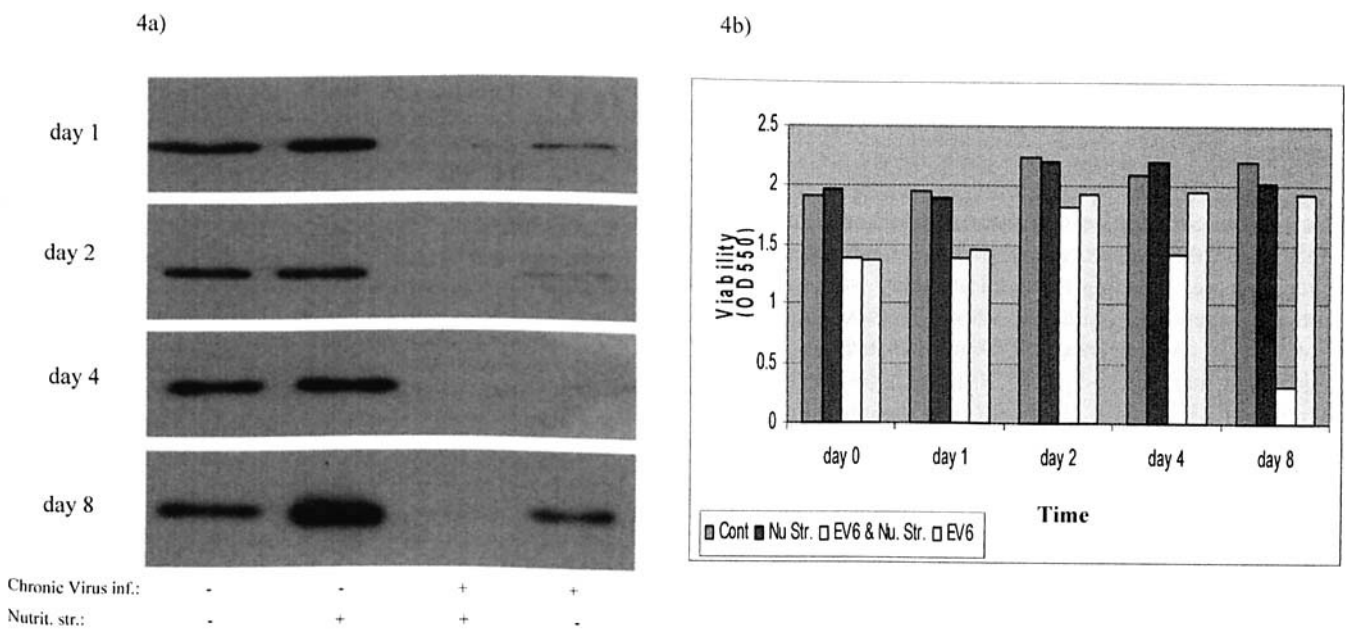 4a)
4b)
day 1
day 2
day 4
day 8
Chronic Virus inf.: - - + +
Nutrit. str.: - + + -
2.5
2
1.5
1
0.5
0
Viability
(OD550)
day 0 day 1 day 2 day 4 day 8
Time
Cont Nu Str. EV6 & Nu. Str. EV6